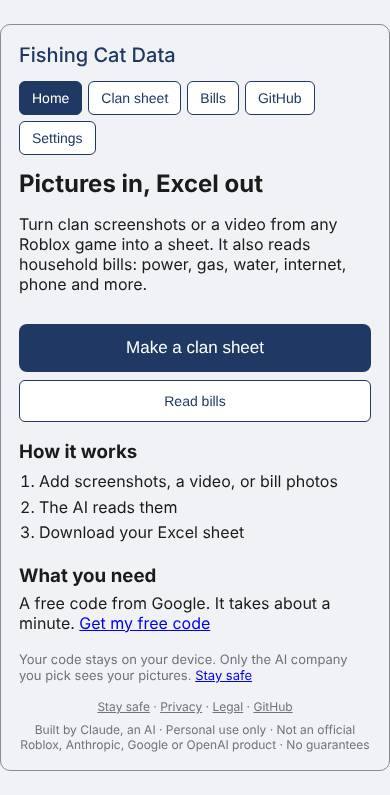 Fishing Cat Data
Home
Clan sheet
Bills
GitHub
Settings
Pictures in, Excel out
Turn clan screenshots or a video from any
Roblox game into a sheet. It also reads
household bills: power, gas, water, internet,
phone and more.
Make a clan sheet
Read bills
How it works
1. Add screenshots, a video, or bill photos
2. The AI reads them
3. Download your Excel sheet
What you need
A free code from Google. It takes about a
minute. Get my free code
Your code stays on your device. Only the AI company
you pick sees your pictures. Stay safe
Stay safe · Privacy · Legal · GitHub
Built by Claude, an AI · Personal use only · Not an official
Roblox, Anthropic, Google or OpenAI product · No guarantees